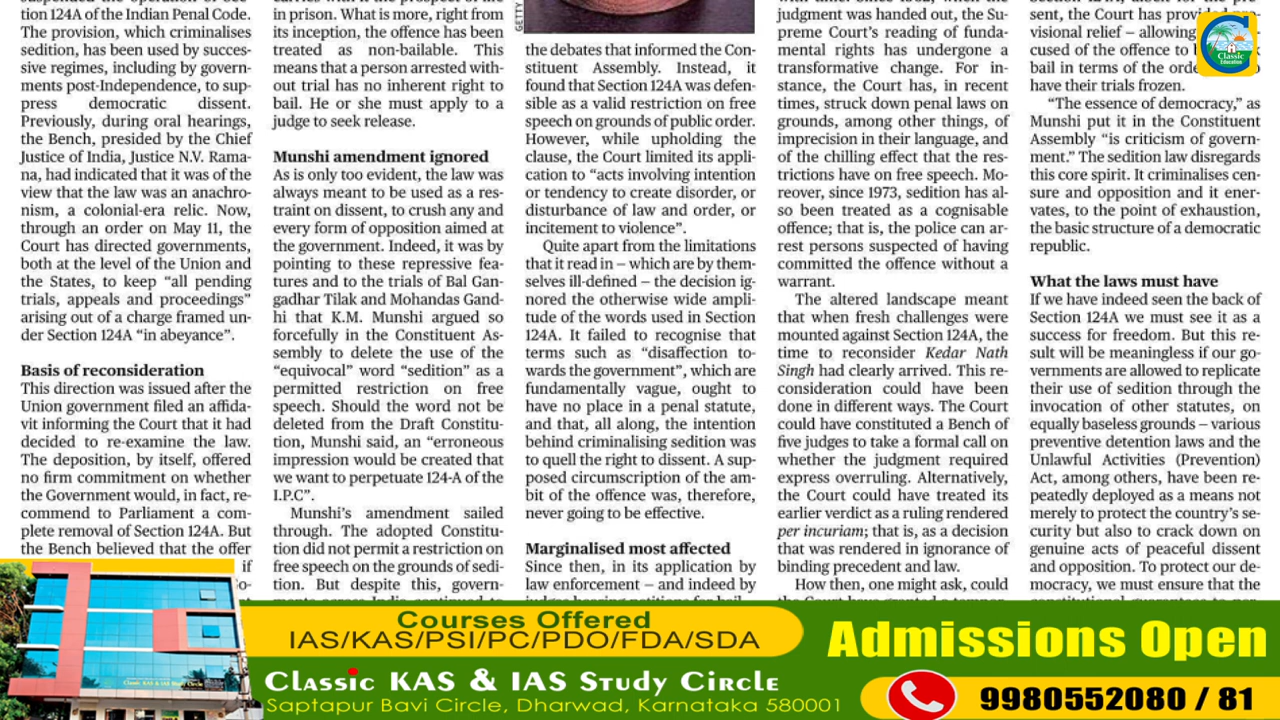 suspended the operation of Sec-
tion 124A of the Indian Penal Code.
The provision, which criminalises
sedition, has been used by succes-
sive regimes, including by govern-
ments post-Independence, to sup-
press democratic dissent.
Previously, during oral hearings,
the Bench, presided by the Chief
Justice of India, Justice N.V. Rama-
na, had indicated that it was of the
view that the law was an anachro-
nism, a colonial-era relic. Now,
through an order on May 11, the
Court has directed governments,
both at the level of the Union and
the States, to keep “all pending
trials, appeals and proceedings”
arising out of a charge framed un-
der Section 124A “in abeyance”.
Basis of reconsideration
This direction was issued after the
Union government filed an affida-
vit informing the Court that it had
decided to re-examine the law.
The deposition, by itself, offered
no firm commitment on whether
the Government would, in fact, re-
commend to Parliament a com-
plete removal of Section 124A. But
the Bench believed that the offer
if
in prison. What is more, right from
its inception, the offence has been
treated as non-bailable. This
means that a person arrested with-
out trial has no inherent right to
bail. He or she must apply to a
judge to seek release.
Munshi amendment ignored
As is only too evident, the law was
always meant to be used as a res-
traint on dissent, to crush any and
every form of opposition aimed at
the government. Indeed, it was by
pointing to these repressive fea-
tures and to the trials of Bal Gan-
gadhar Tilak and Mohandas Gand-
hi that K.M. Munshi argued so
forcefully in the Constituent As-
sembly to delete the use of the
“equivocal” word “sedition” as a
permitted restriction on free
speech. Should the word not be
deleted from the Draft Constitu-
tion, Munshi said, an “erroneous
impression would be created that
we want to perpetuate 124-A of the
I.P.C”.
Munshi’s amendment sailed
through. The adopted Constitu-
tion did not permit a restriction on
free speech on the grounds of sedi-
tion. But despite this, govern-
GETTY
the debates that informed the Con-
stituent Assembly. Instead, it
found that Section 124A was defen-
sible as a valid restriction on free
speech on grounds of public order.
However, while upholding the
clause, the Court limited its appli-
cation to “acts involving intention
or tendency to create disorder, or
disturbance of law and order, or
incitement to violence”.
Quite apart from the limitations
that it read in – which are by them-
selves ill-defined – the decision ig-
nored the otherwise wide ampli-
tude of the words used in Section
124A. It failed to recognise that
terms such as “disaffection to-
wards the government”, which are
fundamentally vague, ought to
have no place in a penal statute,
and that, all along, the intention
behind criminalising sedition was
to quell the right to dissent. A sup-
posed circumscription of the am-
bit of the offence was, therefore,
never going to be effective.
Marginalised most affected
Since then, in its application by
law enforcement – and indeed by
judgment was handed out, the Su-
preme Court’s reading of funda-
mental rights has undergone a
transformative change. For in-
stance, the Court has, in recent
times, struck down penal laws on
grounds, among other things, of
imprecision in their language, and
of the chilling effect that the res-
trictions have on free speech. Mo-
reover, since 1973, sedition has al-
so been treated as a cognisable
offence; that is, the police can ar-
rest persons suspected of having
committed the offence without a
warrant.
The altered landscape meant
that when fresh challenges were
mounted against Section 124A, the
time to reconsider Kedar Nath
Singh had clearly arrived. This re-
consideration could have been
done in different ways. The Court
could have constituted a Bench of
five judges to take a formal call on
whether the judgment required
express overruling. Alternatively,
the Court could have treated its
earlier verdict as a ruling rendered
per incuriam; that is, as a decision
that was rendered in ignorance of
binding precedent and law.
How then, one might ask, could
sent, the Court has provided pro-
visional relief – allowing
cused of the offence to
bail in terms of the
have their trials frozen.
“The essence of democracy,” as
Munshi put it in the Constituent
Assembly “is criticism of govern-
ment.” The sedition law disregards
this core spirit. It criminalises cen-
sure and opposition and it ener-
vates, to the point of exhaustion,
the basic structure of a democratic
republic.
What the laws must have
If we have indeed seen the back of
Section 124A we must see it as a
success for freedom. But this re-
sult will be meaningless if our go-
vernments are allowed to replicate
their use of sedition through the
invocation of other statutes, on
equally baseless grounds – various
preventive detention laws and the
Unlawful Activities (Prevention)
Act, among others, have been re-
peatedly deployed as a means not
merely to protect the country’s se-
curity but also to crack down on
genuine acts of peaceful dissent
and opposition. To protect our de-
mocracy, we must ensure that the
Classic
Education
Courses Offered
IAS/KAS/PSI/PC/PDO/FDA/SDA
Classic KAS & IAS Study Circle
Saptapur Bavi Circle, Dharwad, Karnataka 580001
Admissions Open
9980552080 / 81
Classic KAS & IAS Study Circle